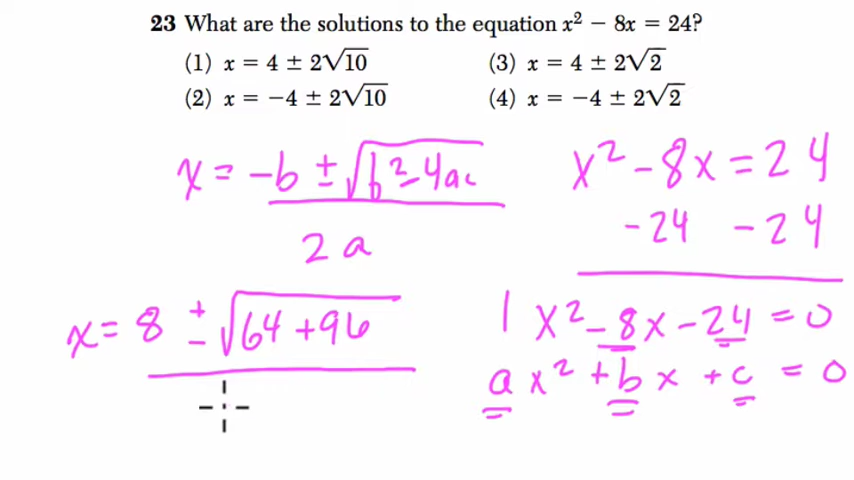 23 What are the solutions to the equation x² − 8x = 24?
(1) x = 4 ± 2√10
(3) x = 4 ± 2√2
(2) x = −4 ± 2√10
(4) x = −4 ± 2√2
x = −b ± √b² − 4ac
2a
x² − 8x = 24
−24 −24
1x² − 8x − 24 = 0
ax² + bx + c = 0
x = 8 ± √64 + 96